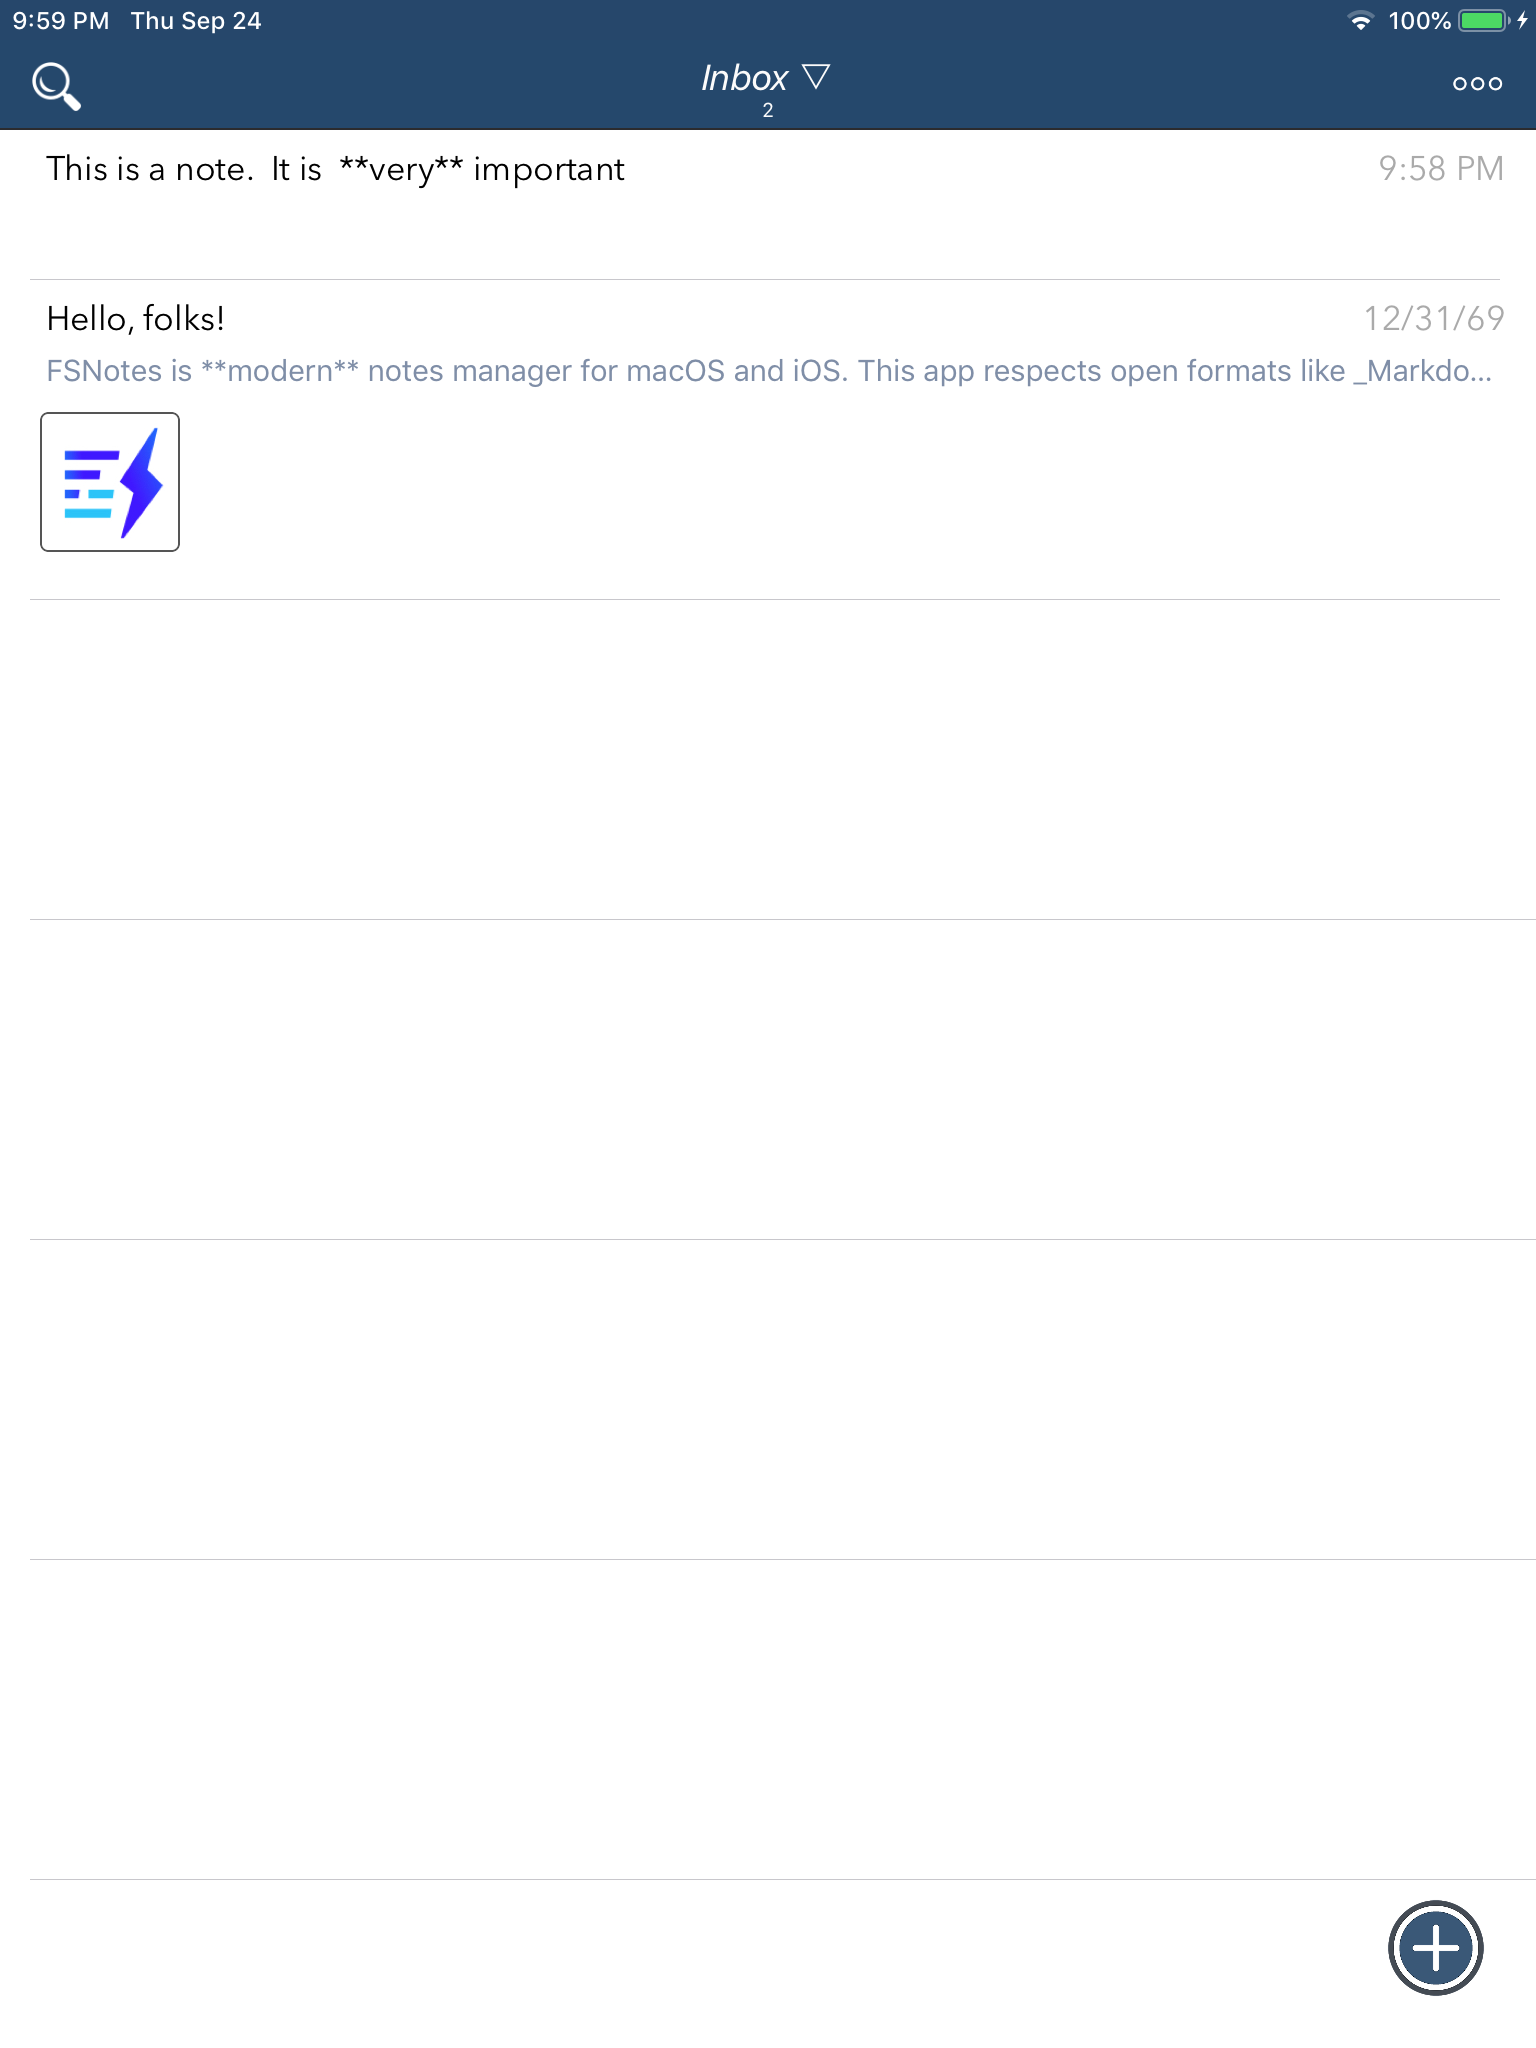 9:59 PM Thu Sep 24 100%
Inbox ▽
2
This is a note.  It is  **very** important 9:58 PM
Hello, folks! 12/31/69
FSNotes is **modern** notes manager for macOS and iOS. This app respects open formats like _Markdo...